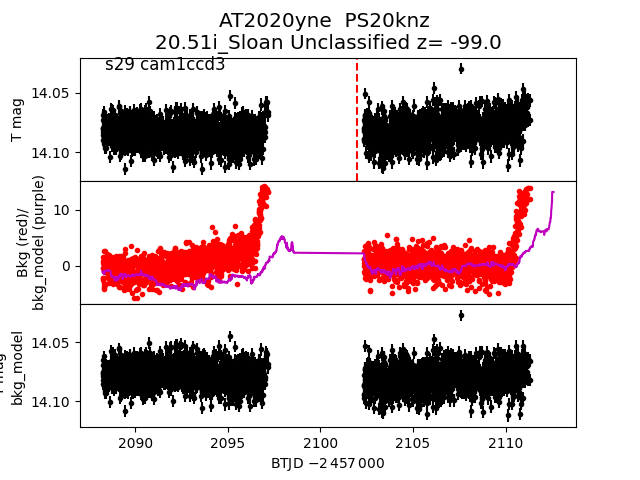 AT2020yne  PS20knz
20.51i_Sloan Unclassified z= -99.0
s29 cam1ccd3
T mag
14.05
14.10
Bkg (red)/
bkg_model (purple)
10
0
bkg_model
14.05
14.10
2090
2095
2100
2105
2110
BTJD −2 457 000